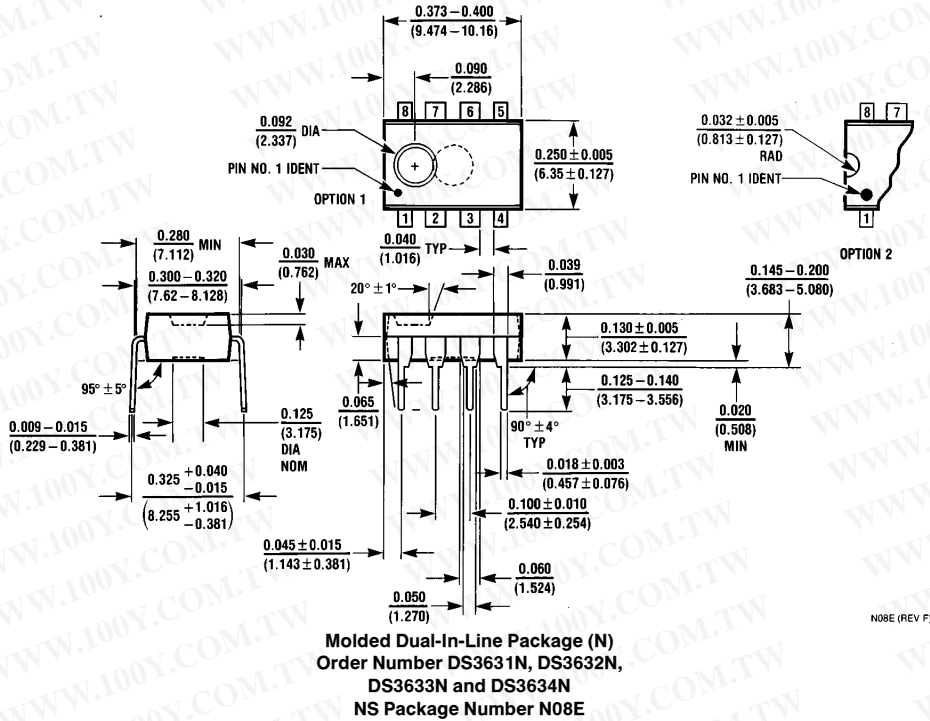 0.373 – 0.400
(9.474 – 10.16)
0.090
(2.286)
8 7 6 5
0.092 DIA
(2.337)
PIN NO. 1 IDENT
OPTION 1
0.250 ± 0.005
(6.35 ± 0.127)
1 2 3 4
0.032 ± 0.005
(0.813 ± 0.127)
RAD
PIN NO. 1 IDENT
8 7
1
OPTION 2
0.280 MIN
(7.112)
0.300 – 0.320
(7.62 – 8.128)
0.030 MAX
(0.762)
0.040 TYP
(1.016)
20° ± 1°
0.039
(0.991)
0.145 – 0.200
(3.683 – 5.080)
0.130 ± 0.005
(3.302 ± 0.127)
0.125 – 0.140
(3.175 – 3.556)
0.020
(0.508)
MIN
95° ± 5°
0.009 – 0.015
(0.229 – 0.381)
0.125
(3.175)
DIA
NOM
0.065
(1.651)
90° ± 4°
TYP
0.018 ± 0.003
(0.457 ± 0.076)
0.325 +0.040
–0.015
(8.255 +1.016
–0.381)
0.100 ± 0.010
(2.540 ± 0.254)
0.045 ± 0.015
(1.143 ± 0.381)
0.060
(1.524)
0.050
(1.270)
N08E (REV F)
Molded Dual-In-Line Package (N)
Order Number DS3631N, DS3632N,
DS3633N and DS3634N
NS Package Number N08E
WWW.100Y.COM.TW